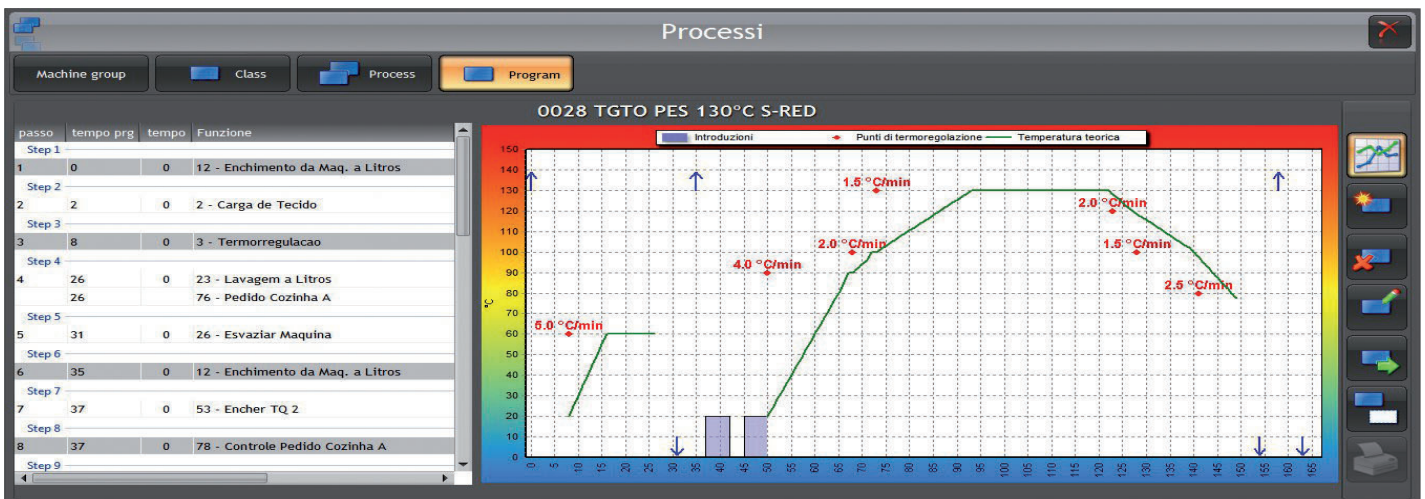 Processi
Machine group Class Process Program
0028 TGTO PES 130°C S-RED
passo tempo prg tempo Funzione
Step 1
1 0 0 12 - Enchimento da Maq. a Litros
Step 2
2 2 0 2 - Carga de Tecido
Step 3
3 8 0 3 - Termorregulacao
Step 4
4 26 0 23 - Lavagem a Litros
26 76 - Pedido Cozinha A
Step 5
5 31 0 26 - Esvaziar Maquina
Step 6
6 35 0 12 - Enchimento da Maq. a Litros
Step 7
7 37 0 53 - Encher TQ 2
Step 8
8 37 0 78 - Controle Pedido Cozinha A
Step 9
Introduzioni Punti di termoregolazione Temperatura teorica
°C
150
140
130
120
110
100
90
80
70
60
50
40
30
20
10
0
1.5 °C/min
2.0 °C/min
2.0 °C/min
1.5 °C/min
4.0 °C/min
2.5 °C/min
5.0 °C/min
0 5 10 15 20 25 30 35 40 45 50 55 60 65 70 75 80 85 90 95 100 105 110 115 120 125 130 135 140 145 150 155 160 165